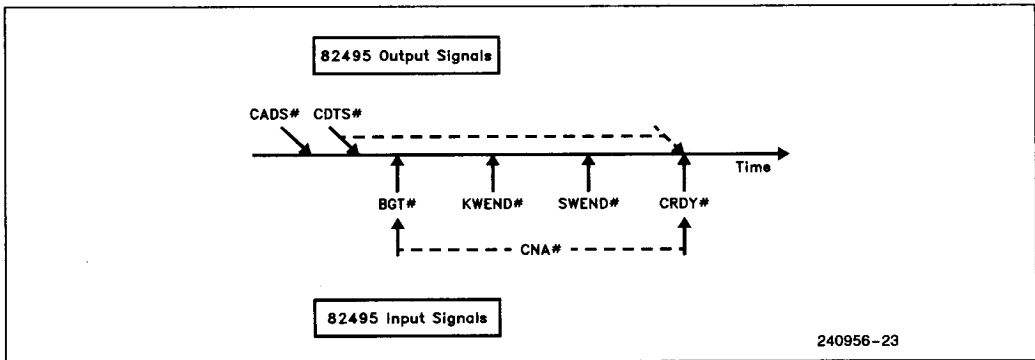 82495 Output Signals
CADS# CDTS#
Time
BGT# KWEND# SWEND# CRDY#
CNA#
82495 Input Signals
240956-23